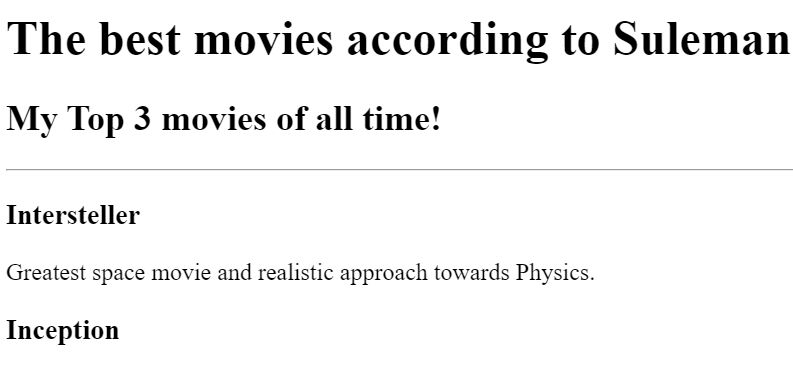 The best movies according to Suleman
My Top 3 movies of all time!
Intersteller
Greatest space movie and realistic approach towards Physics.
Inception